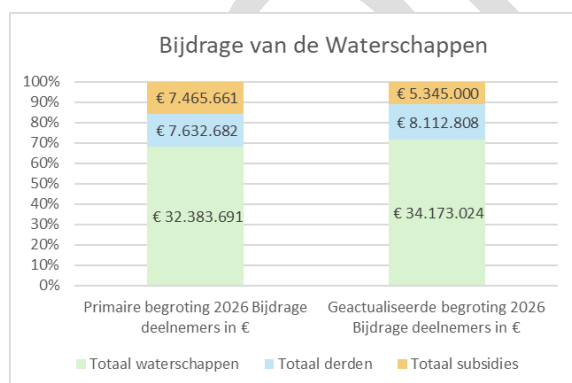 Bijdrage van de Waterschappen
100%
90%
80%
70%
60%
50%
40%
30%
20%
10%
0%
€ 7.465.661
€ 7.632.682
€ 32.383.691
€ 5.345.000
€ 8.112.808
€ 34.173.024
Primaire begroting 2026 Bijdrage
deelnemers in €
Geactualiseerde begroting 2026
Bijdrage deelnemers in €
Totaal waterschappen
Totaal derden
Totaal subsidies